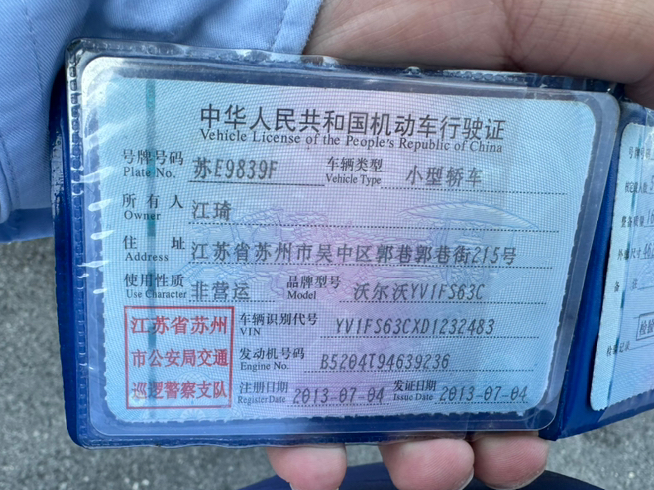 中华人民共和国机动车行驶证
Vehicle License of the People's Republic of China
号牌号码 苏E9839F 车辆类型 小型轿车
Plate No. Vehicle Type
所有人 江琦
Owner
住址 江苏省苏州市吴中区郭巷郭巷街215号
Address
使用性质 非营运 品牌型号 沃尔沃YV1FS63C
Use Character Model
江苏省苏州
市公安局交通
巡逻警察支队
车辆识别代号 YV1FS63CXD1232483
VIN
发动机号码 B5204T94639236
Engine No.
注册日期 2013-07-04 发证日期 2013-07-04
Register Date Issue Date